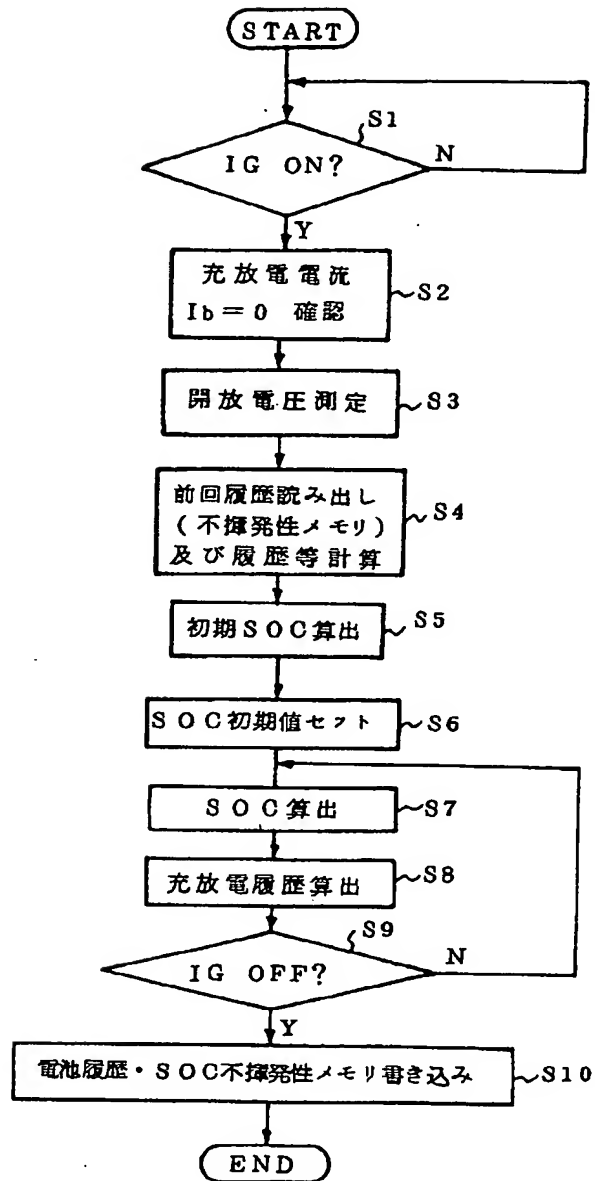 START
S1
IG ON?
N
Y
充放電電流
Ib=0 確認
S2
開放電圧測定
S3
前回履歴読み出し
(不揮発性メモリ)
及び履歴等計算
S4
初期SOC算出
S5
SOC初期値セット
S6
SOC算出
S7
充放電履歴算出
S8
S9
IG OFF?
N
Y
電池履歴・SOC不揮発性メモリ書き込み
S10
END